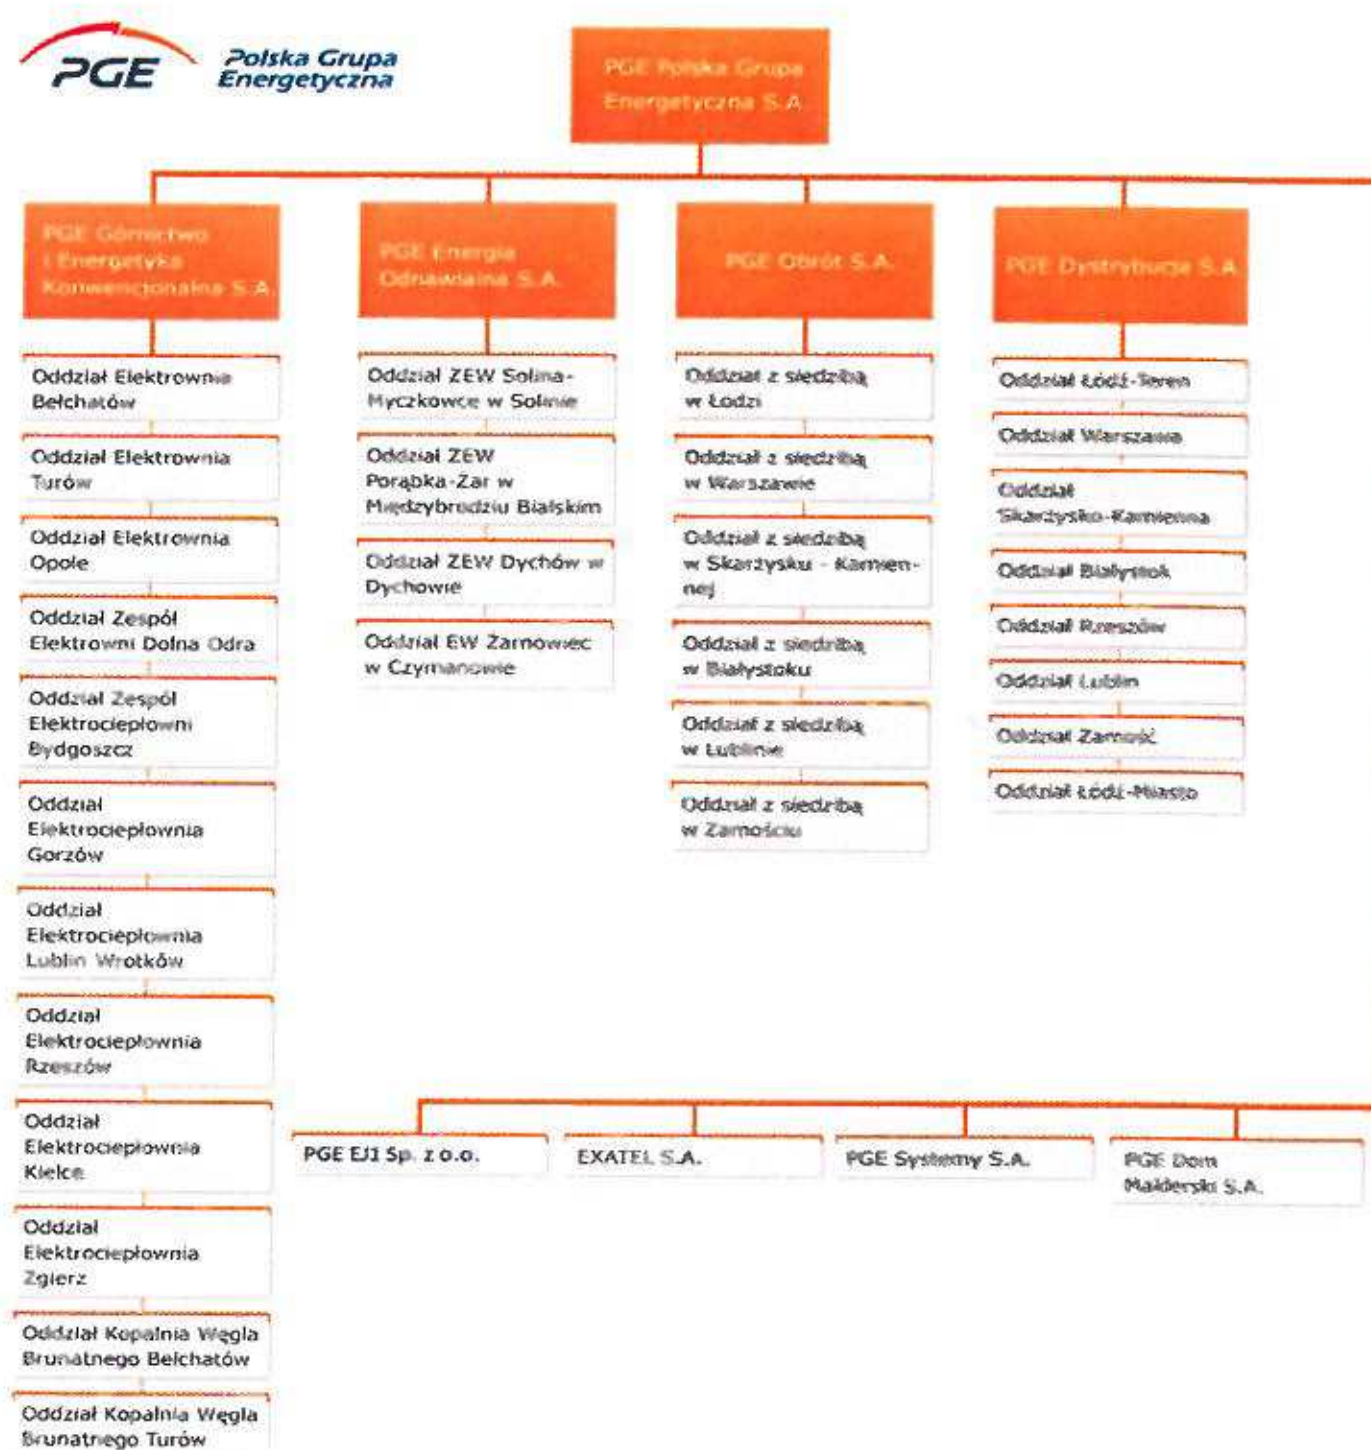 PGE
Polska Grupa
Energetyczna
PGE Polska Grupa
Energetyczna S.A.
PGE Górnictwo
i Energetyka
Konwencjonalna S.A.
Oddział Elektrownia
Bełchatów
Oddział Elektrownia
Turów
Oddział Elektrownia
Opole
Oddział Zespół
Elektrowni Dolna Odra
Oddział Zespół
Elektrociepłowni
Bydgoszcz
Oddział
Elektrociepłownia
Gorzów
Oddział
Elektrociepłownia
Lublin Wrotków
Oddział
Elektrociepłownia
Rzeszów
Oddział
Elektrociepłownia
Kielce
Oddział
Elektrociepłownia
Zgierz
Oddział Kopalnia Węgla
Brunatnego Bełchatów
Oddział Kopalnia Węgla
Brunatnego Turów
PGE Energia
Odnawialna S.A.
Oddział ZEW Solina-
Myczkowce w Solinie
Oddział ZEW
Porąbka-Żar w
Międzybrodziu Bialskim
Oddział ZEW Dychów w
Dychowie
Oddział EW Żarnowiec
w Czymanowie
PGE Obrót S.A.
Oddział z siedzibą
w Łodzi
Oddział z siedzibą
w Warszawie
Oddział z siedzibą
w Skarżysku - Kamien-
nej
Oddział z siedzibą
w Białystoku
Oddział z siedzibą
w Lublinie
Oddział z siedzibą
w Zamościu
PGE Dystrybucja S.A.
Oddział Łódź-Teren
Oddział Warszawa
Oddział
Skarżysko-Kamienna
Oddział Białystok
Oddział Rzeszów
Oddział Lublin
Oddział Zamość
Oddział Łódź-Miasto
PGE EJ1 Sp. z o.o.
EXATEL S.A.
PGE Systemy S.A.
PGE Dom
Maklerski S.A.